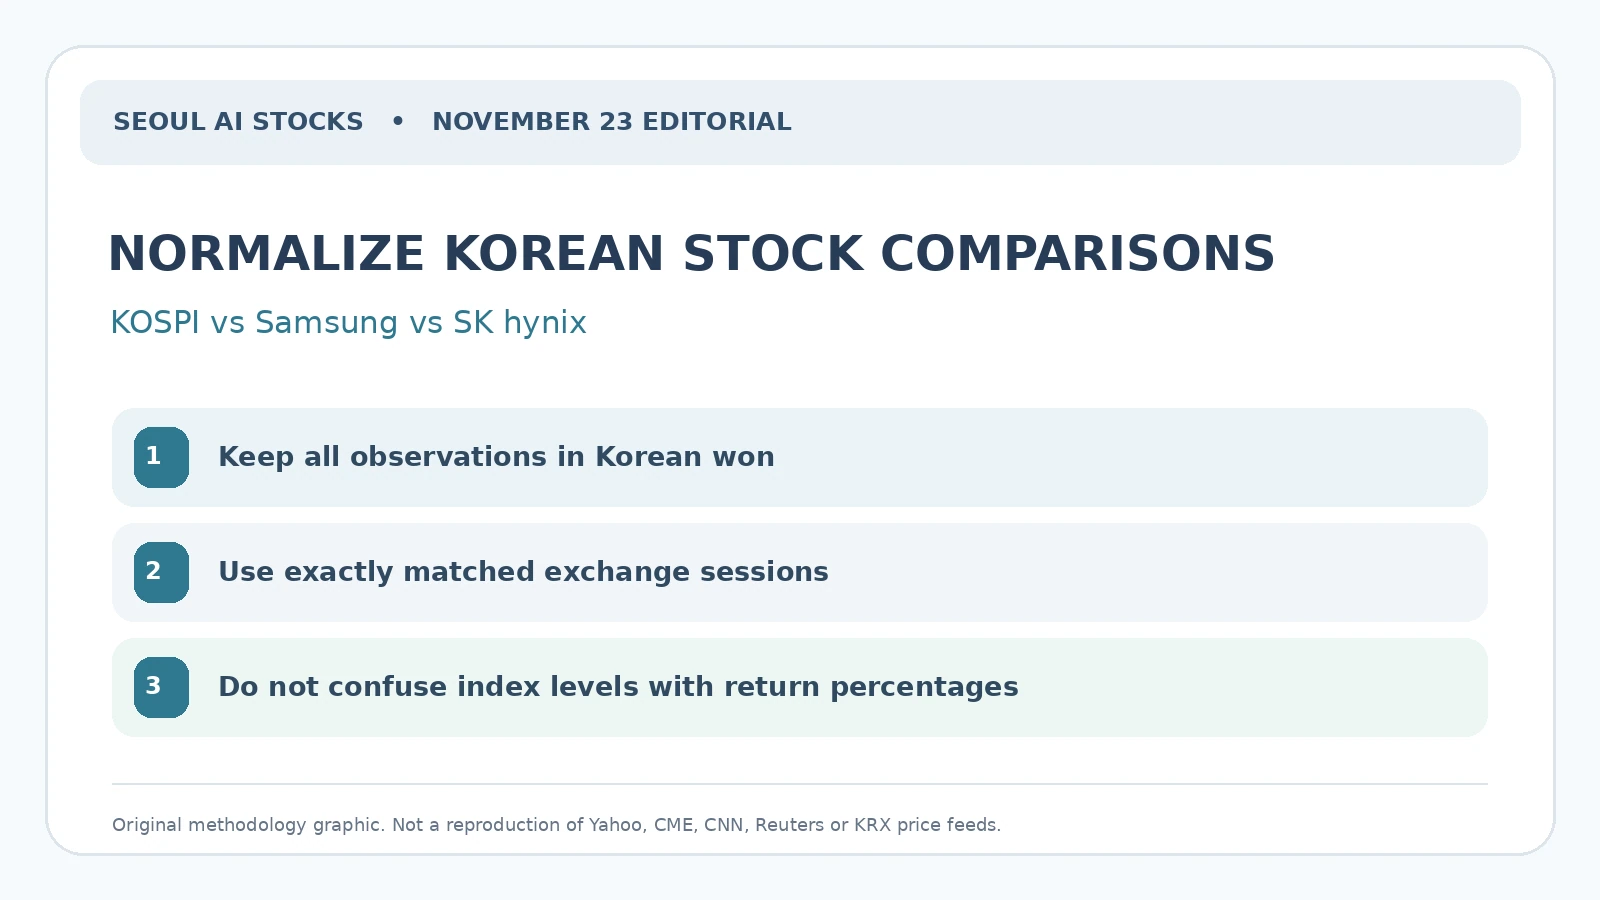 SEOUL AI STOCKS • NOVEMBER 23 EDITORIAL
NORMALIZE KOREAN STOCK COMPARISONS
KOSPI vs Samsung vs SK hynix
1 Keep all observations in Korean won
2 Use exactly matched exchange sessions
3 Do not confuse index levels with return percentages
Original methodology graphic. Not a reproduction of Yahoo, CME, CNN, Reuters or KRX price feeds.